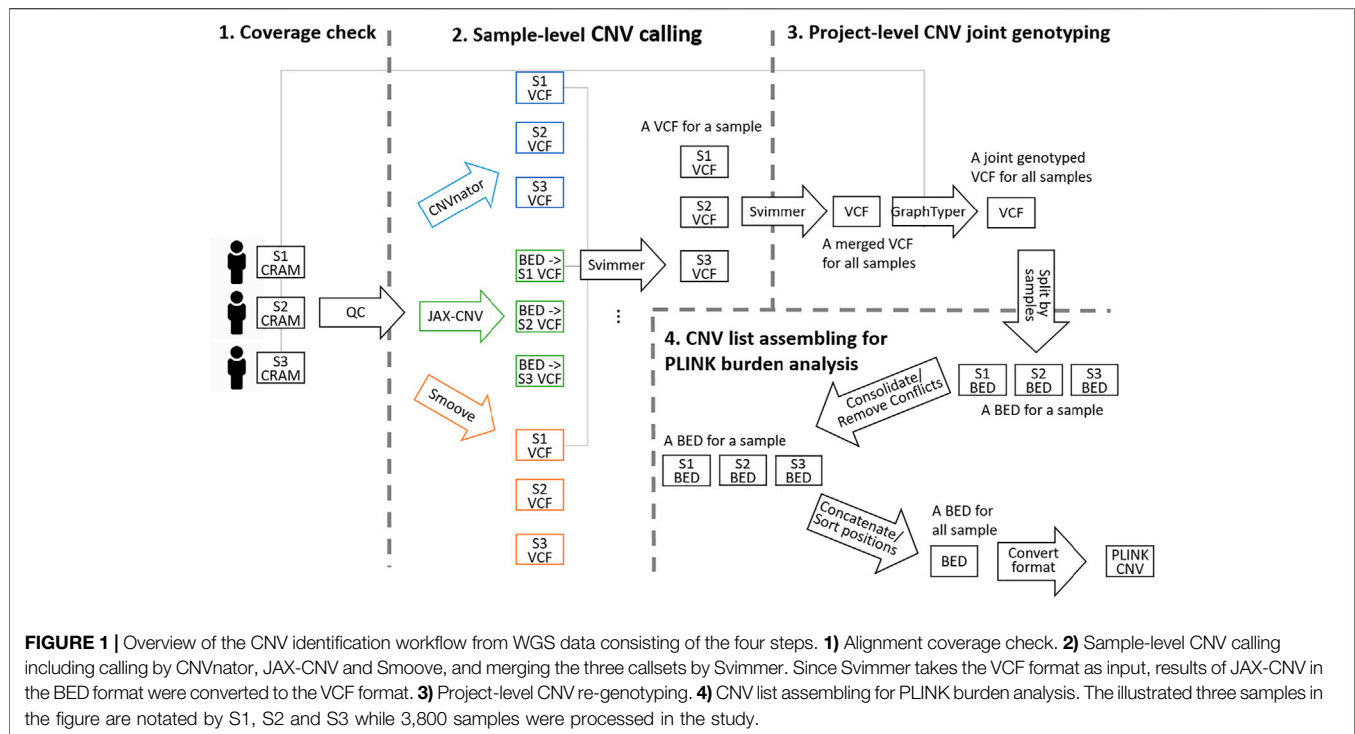 1. Coverage check
2. Sample-level CNV calling
3. Project-level CNV joint genotyping
S1
CRAM
S2
CRAM
S3
CRAM
QC
CNVnator
JAX-CNV
Smoove
S1
VCF
S2
VCF
S3
VCF
BED ->
S1 VCF
BED ->
S2 VCF
BED ->
S3 VCF
S1
VCF
S2
VCF
S3
VCF
Svimmer
A VCF for a sample
S1
VCF
S2
VCF
S3
VCF
...
Svimmer
VCF
A merged VCF
for all samples
GraphTyper
A joint genotyped
VCF for all samples
VCF
Split by
samples
4. CNV list assembling for
PLINK burden analysis
S1
BED
S2
BED
S3
BED
A BED for a sample
Consolidate/
Remove Conflicts
A BED for a sample
S1
BED
S2
BED
S3
BED
Concatenate/
Sort positions
A BED for
all sample
BED
Convert
format
PLINK
CNV
FIGURE 1 | Overview of the CNV identification workflow from WGS data consisting of the four steps. 1) Alignment coverage check. 2) Sample-level CNV calling
including calling by CNVnator, JAX-CNV and Smoove, and merging the three callsets by Svimmer. Since Svimmer takes the VCF format as input, results of JAX-CNV in
the BED format were converted to the VCF format. 3) Project-level CNV re-genotyping. 4) CNV list assembling for PLINK burden analysis. The illustrated three samples in
the figure are notated by S1, S2 and S3 while 3,800 samples were processed in the study.